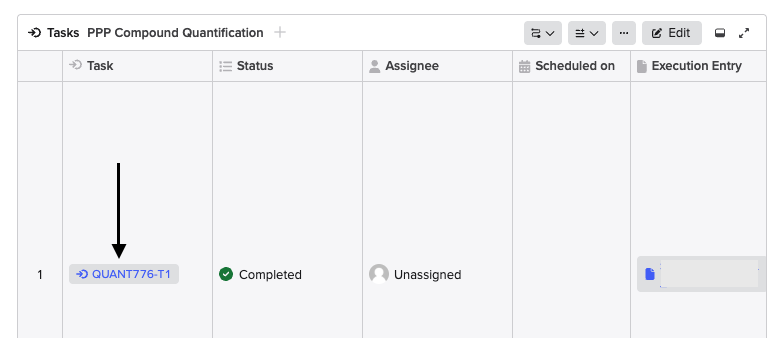 Tasks PPP Compound Quantification
Edit
Task Status Assignee Scheduled on Execution Entry
1 QUANT776-T1 Completed Unassigned